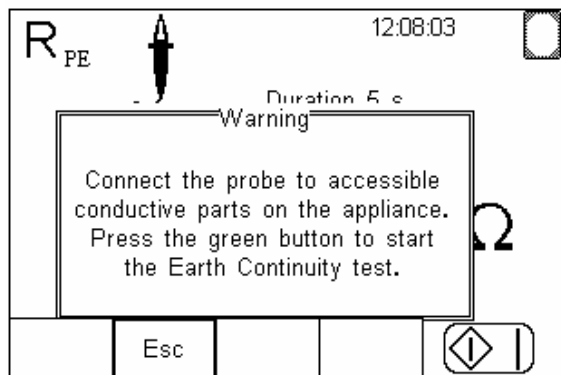 R PE 12:08:03
Duration 5 s
Warning
Connect the probe to accessible
conductive parts on the appliance.
Press the green button to start
the Earth Continuity test.
Ω
Esc